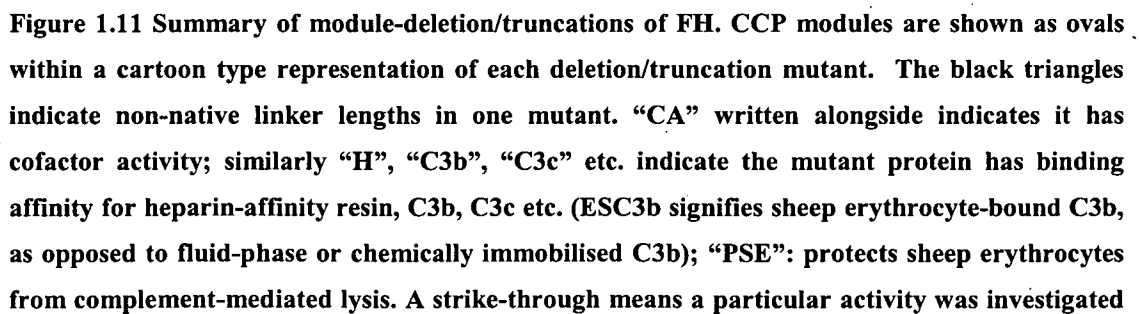 Figure 1.11 Summary of module-deletion/truncations of FH. CCP modules are shown as ovals
within a cartoon type representation of each deletion/truncation mutant. The black triangles
indicate non-native linker lengths in one mutant. “CA” written alongside indicates it has
cofactor activity; similarly “H”, “C3b”, “C3c” etc. indicate the mutant protein has binding
affinity for heparin-affinity resin, C3b, C3c etc. (ESC3b signifies sheep erythrocyte-bound C3b,
as opposed to fluid-phase or chemically immobilised C3b); “PSE”: protects sheep erythrocytes
from complement-mediated lysis. A strike-through means a particular activity was investigated